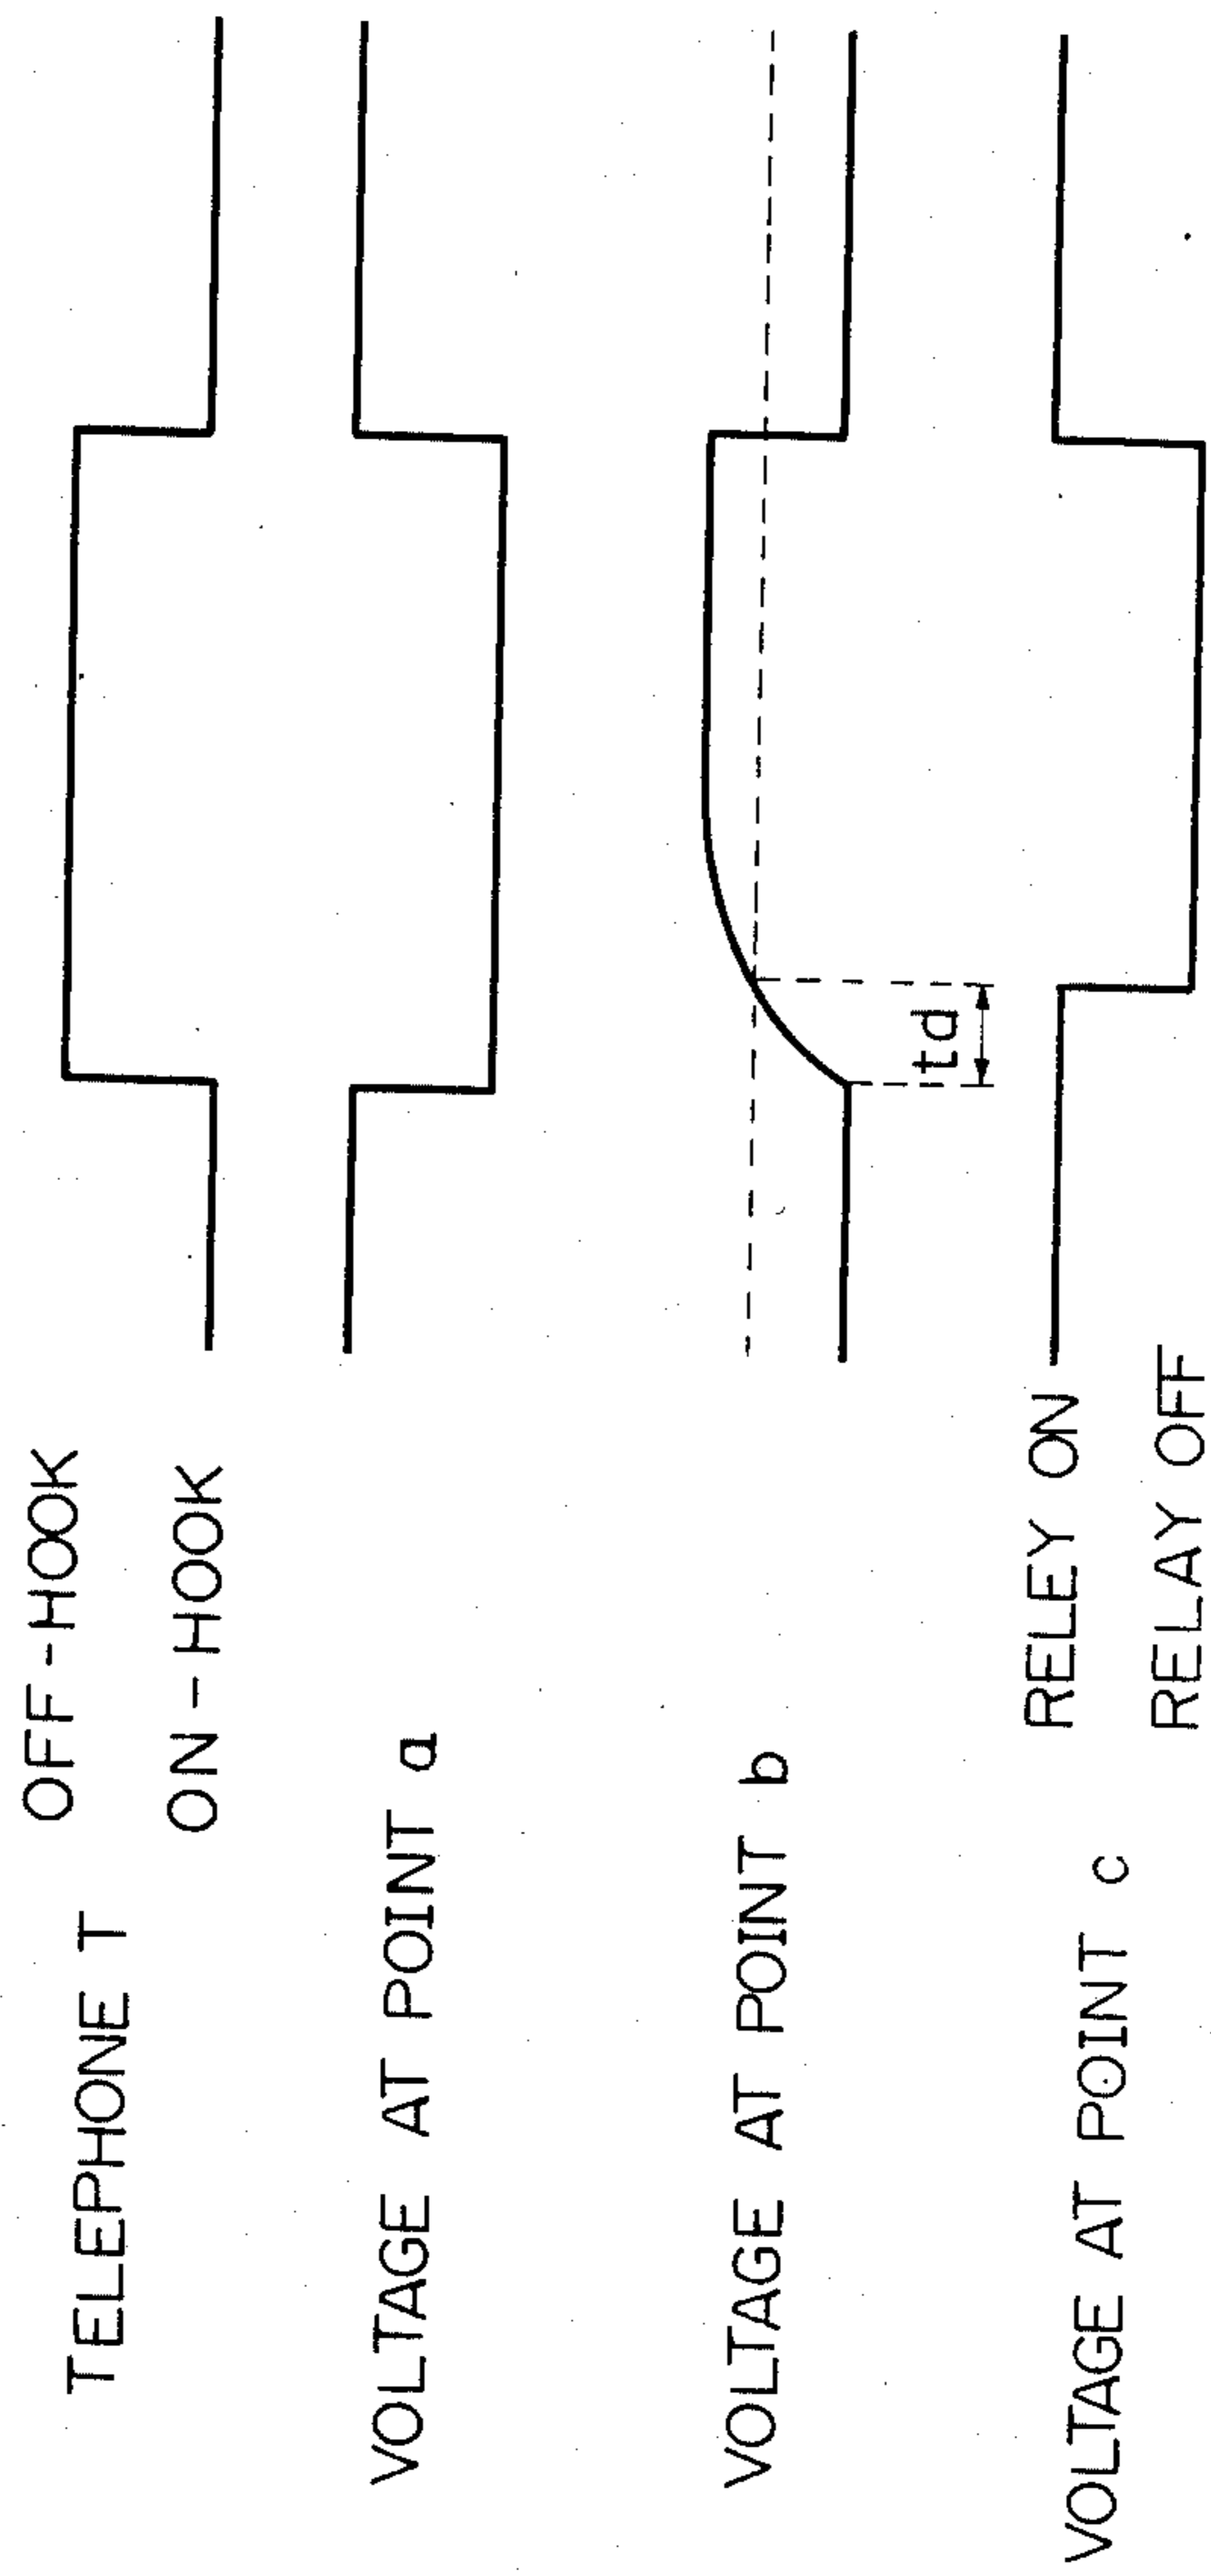 TELEPHONE T
OFF-HOOK
ON-HOOK
VOLTAGE AT POINT a
VOLTAGE AT POINT b
td
VOLTAGE AT POINT c
RELEY ON
RELAY OFF